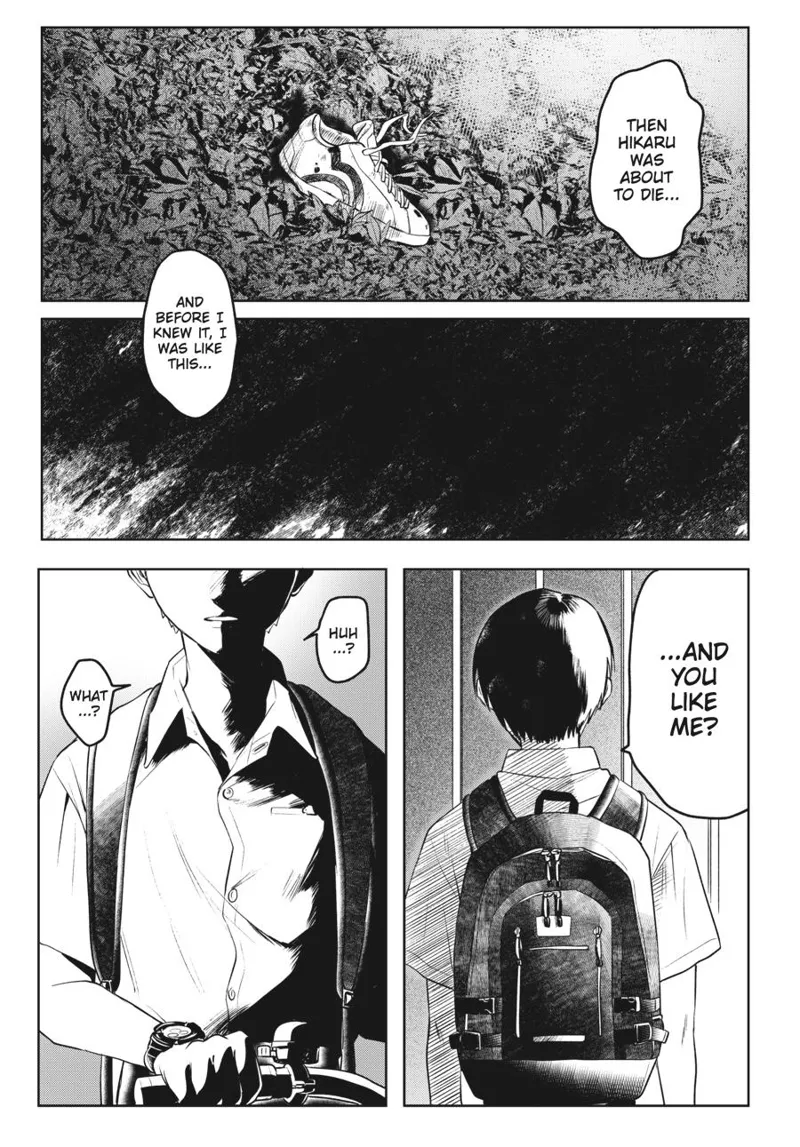 THEN
HIKARU
WAS
ABOUT
TO DIE...
AND
BEFORE I
KNEW IT, I
WAS LIKE
THIS...
...AND
YOU
LIKE
ME?
HUH
...?
WHAT
...?